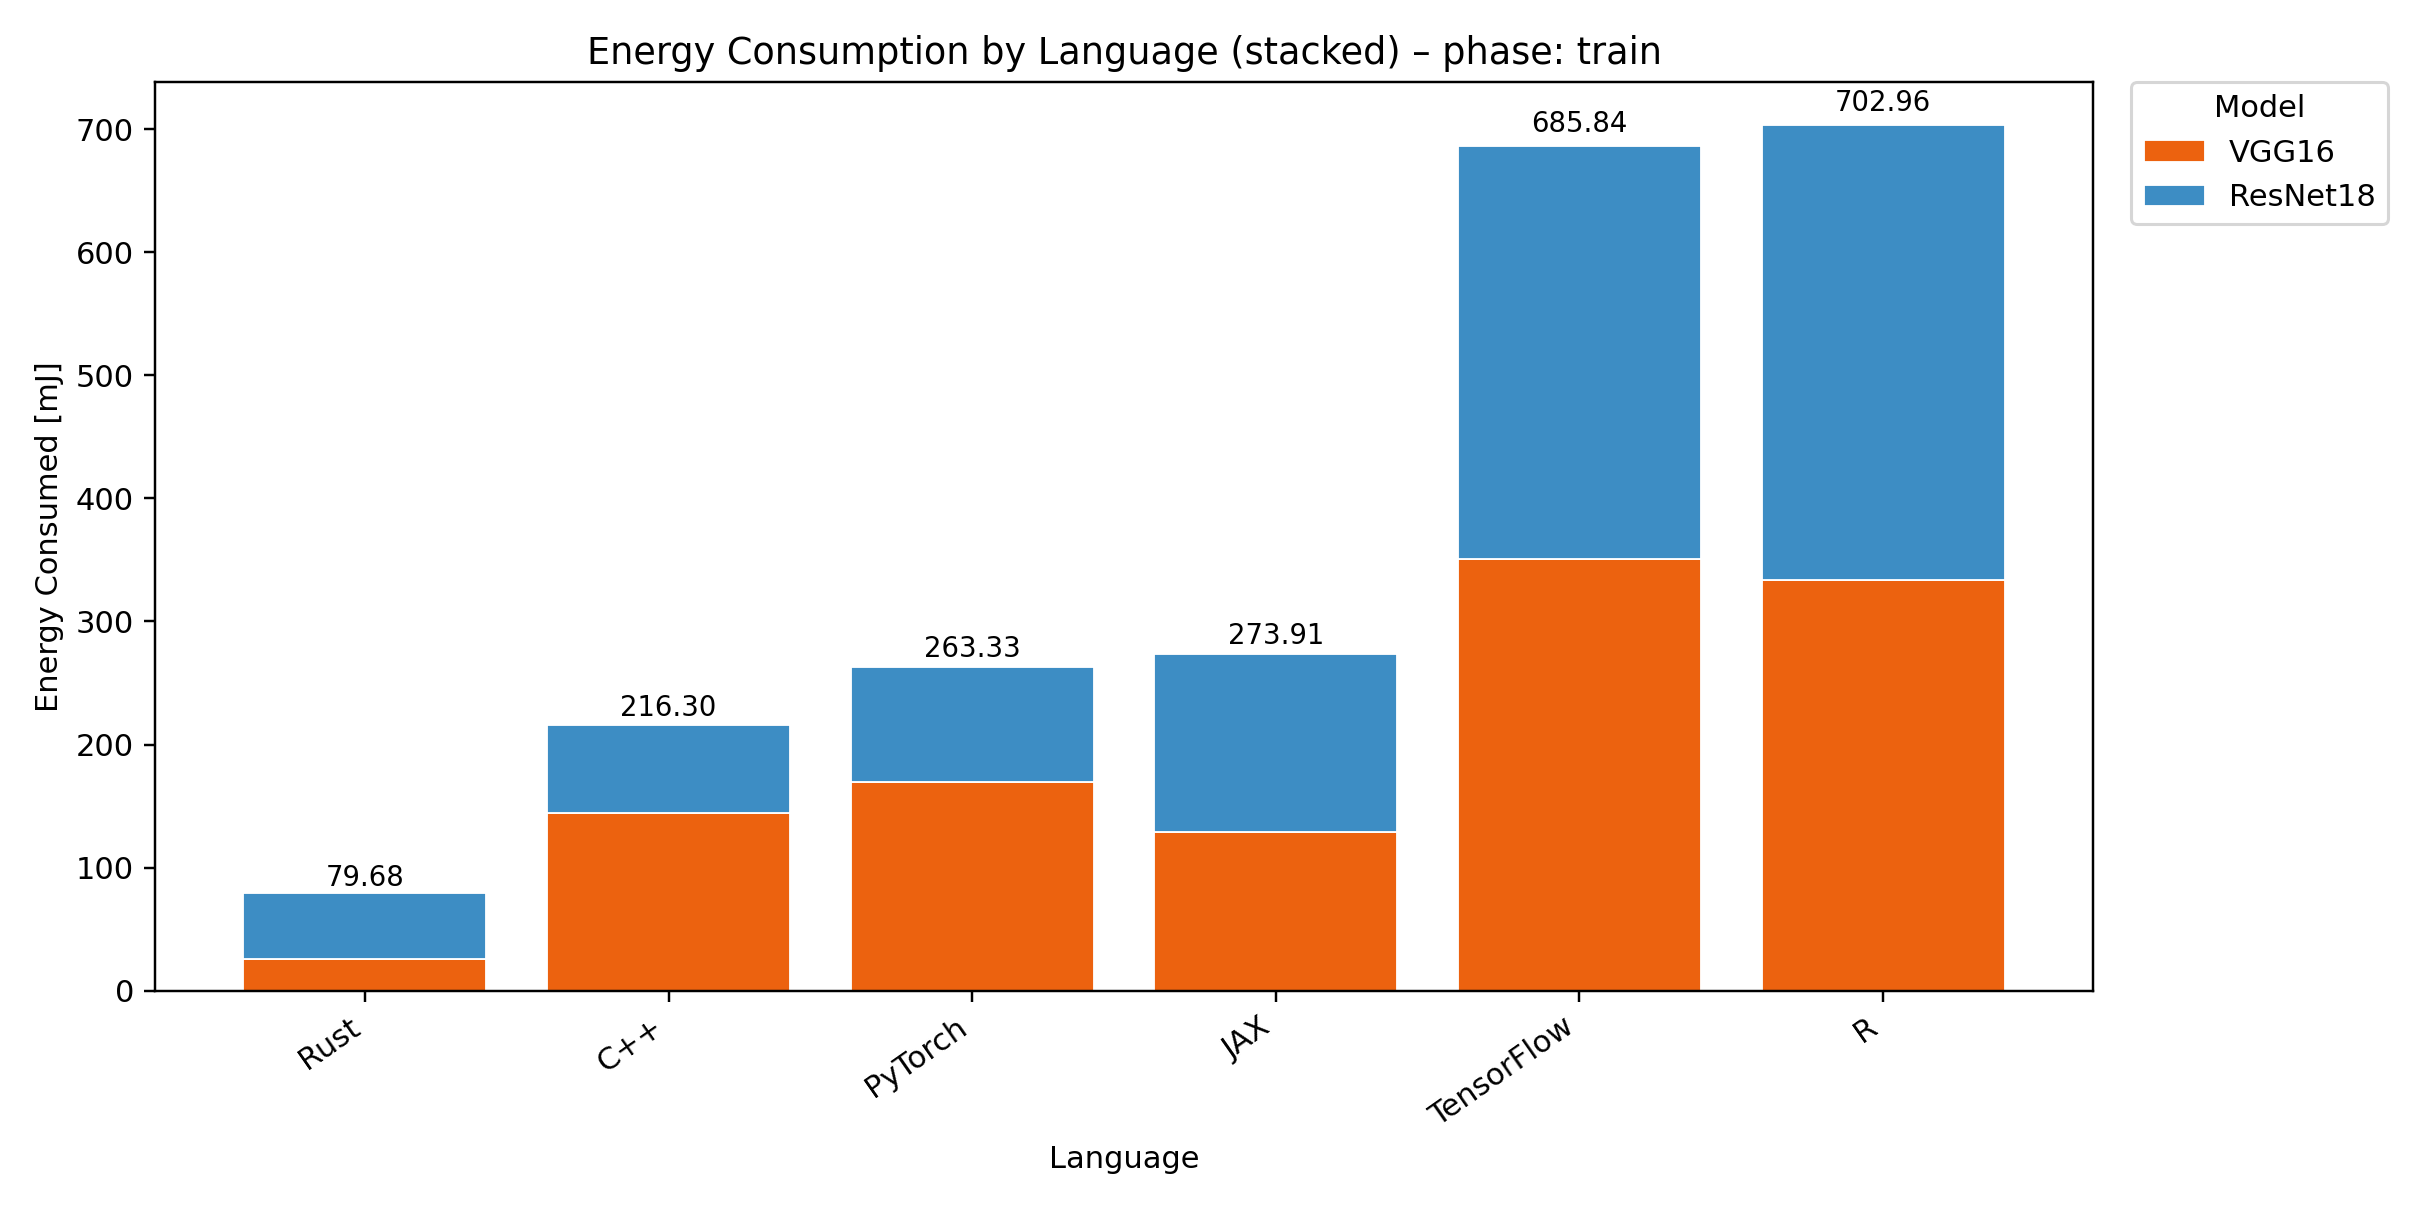 Energy Consumption by Language (stacked) – phase: train
Energy Consumed [mJ]
700
600
500
400
300
200
100
0
79.68
216.30
263.33
273.91
685.84
702.96
Rust
C++
PyTorch
JAX
TensorFlow
R
Language
Model
VGG16
ResNet18